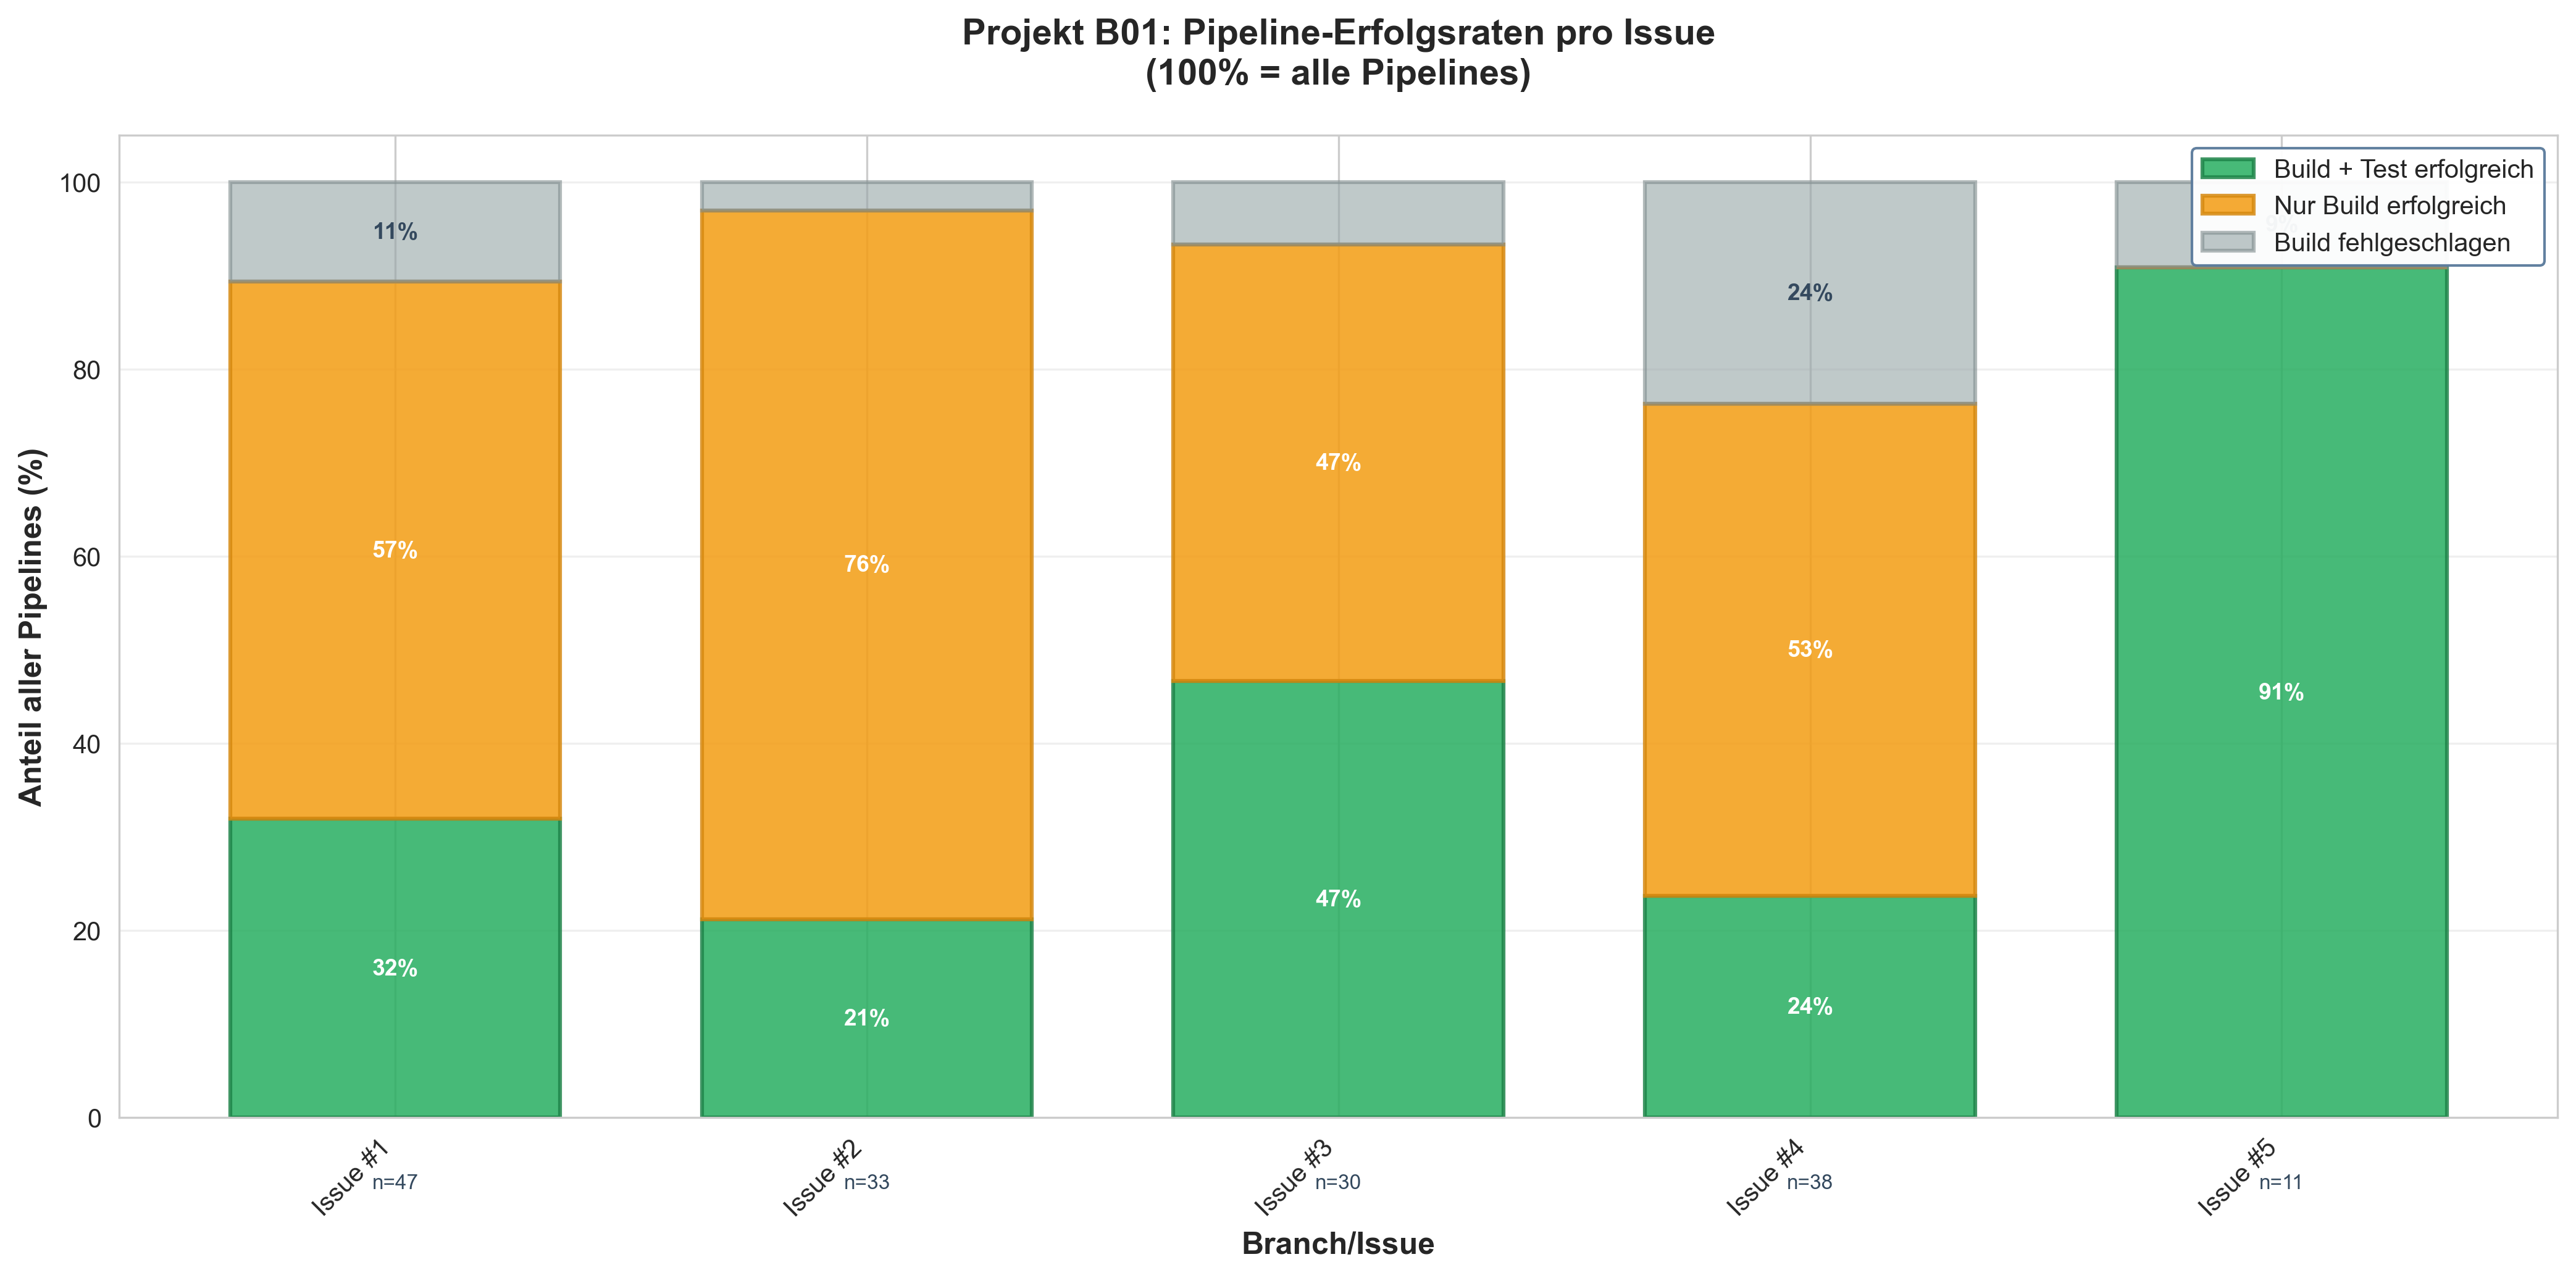 Projekt B01: Pipeline-Erfolgsraten pro Issue
(100% = alle Pipelines)
Anteil aller Pipelines (%)
100
80
60
40
20
0
Build + Test erfolgreich
Nur Build erfolgreich
Build fehlgeschlagen
11%
57%
32%
76%
21%
47%
47%
24%
53%
24%
91%
Issue #1
n=47
Issue #2
n=33
Issue #3
n=30
Issue #4
n=38
Issue #5
n=11
Branch/Issue